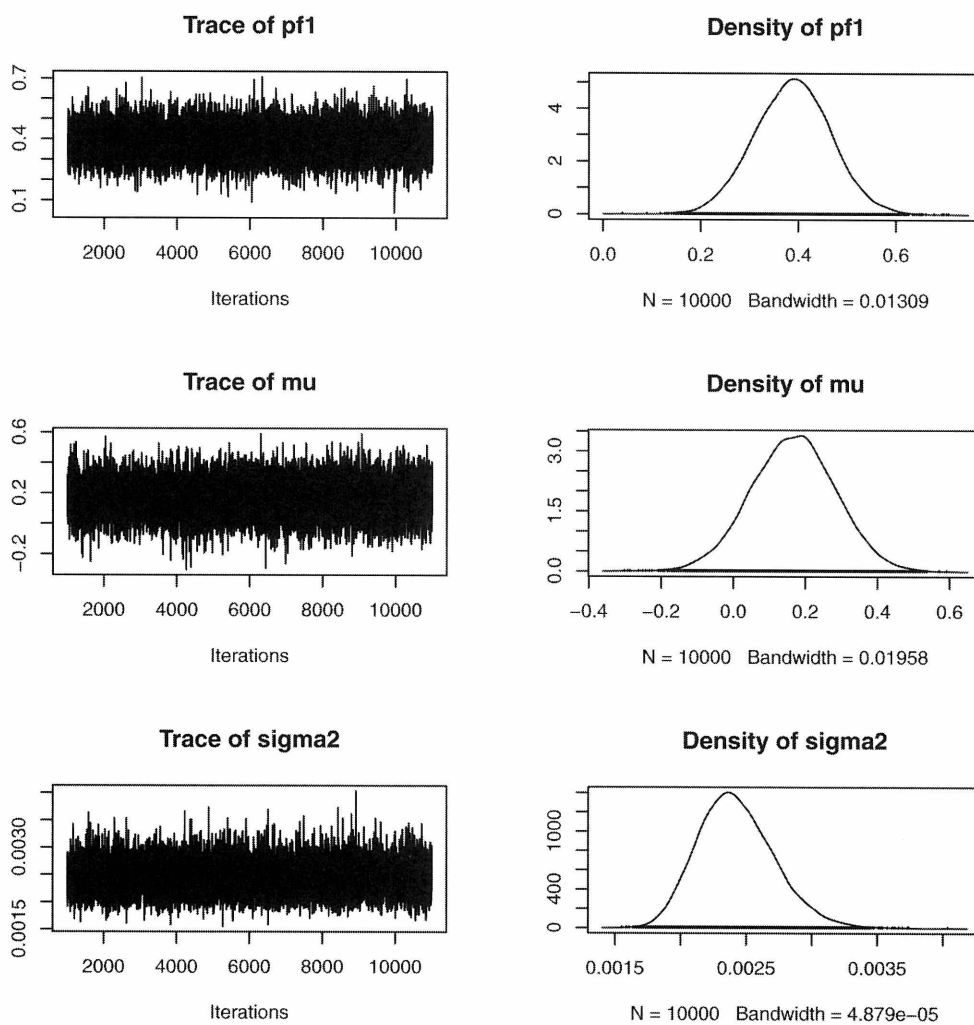 Trace of pf1
0.7
0.4
0.1
2000 4000 6000 8000 10000
Iterations
Density of pf1
4
2
0
0.0 0.2 0.4 0.6
N = 10000 Bandwidth = 0.01309
Trace of mu
0.6
0.2
−0.2
2000 4000 6000 8000 10000
Iterations
Density of mu
3.0
1.5
0.0
−0.4 −0.2 0.0 0.2 0.4 0.6
N = 10000 Bandwidth = 0.01958
Trace of sigma2
0.0030
0.0015
2000 4000 6000 8000 10000
Iterations
Density of sigma2
1000
400
0
0.0015 0.0025 0.0035
N = 10000 Bandwidth = 4.879e−05